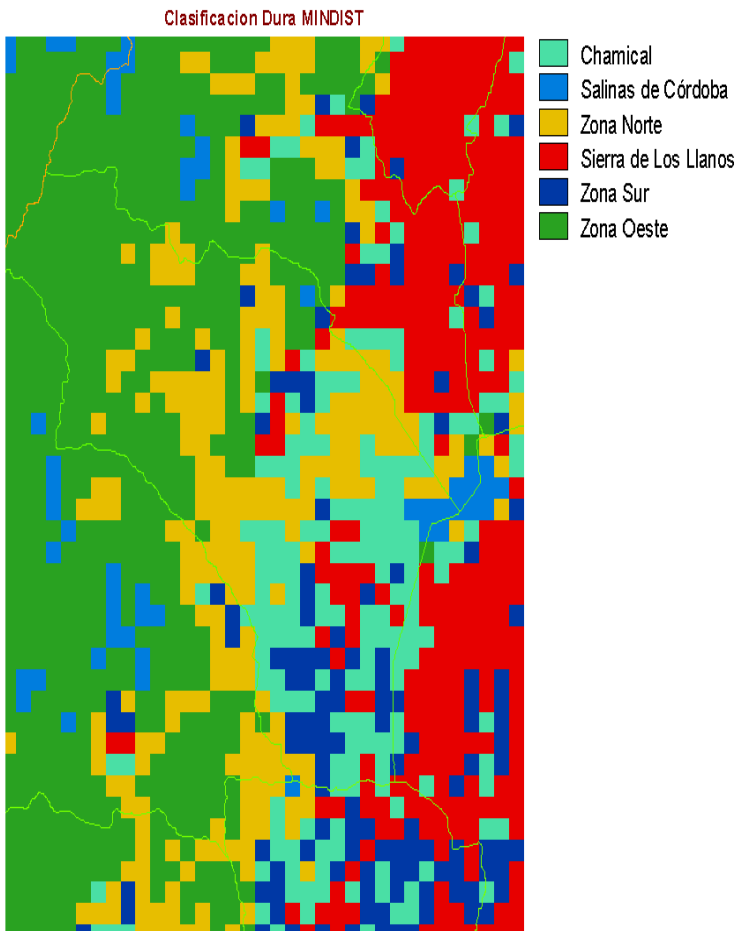 Clasificacion Dura MINDIST
Chamical
Salinas de Córdoba
Zona Norte
Sierra de Los Llanos
Zona Sur
Zona Oeste